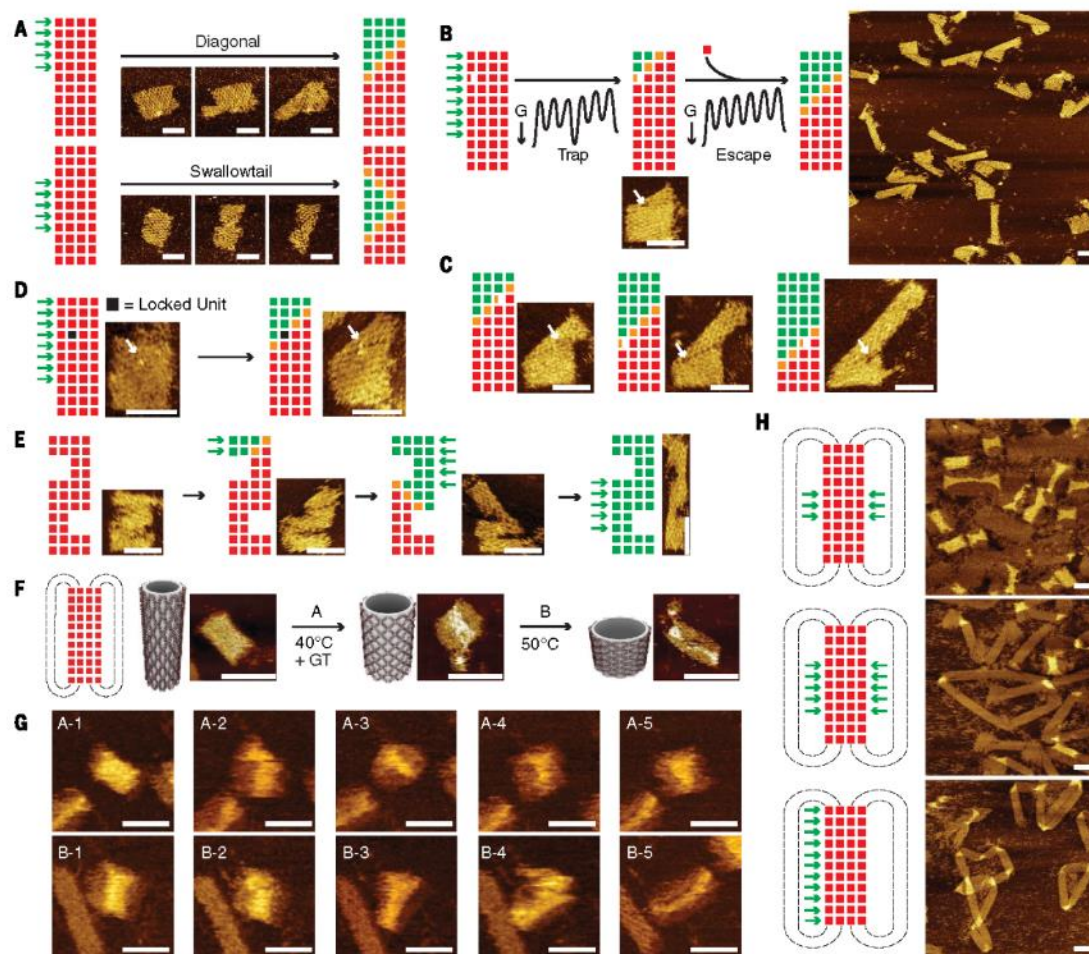 A
Diagonal
Swallowtail
B
G
Trap
G
Escape
C
D
= Locked Unit
E
F
A
40°C
+ GT
B
50°C
G
A-1
A-2
A-3
A-4
A-5
B-1
B-2
B-3
B-4
B-5
H